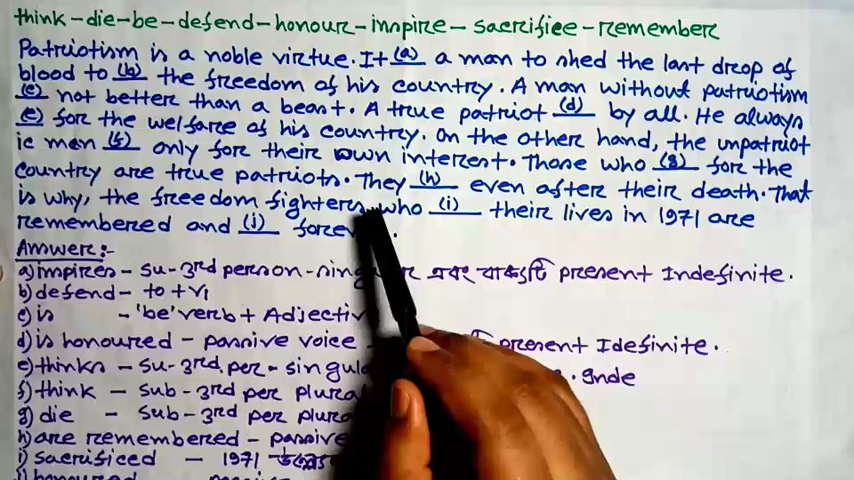 think - die - be - defend - honour - inspire - sacrifice - remember
Patriotism is a noble virtue. It (a) a man to shed the last drop of
blood to (b) the freedom of his country. A man without patriotism
(c) not better than a beast. A true patriot (d) by all. He always
(e) for the welfare of his country. On the other hand, the unpatriot
ic men (f) only for their own interest. Those who (g) for the
country are true patriots. They (h) even after their death. That
is why, the freedom fighters who (i) their lives in 1971 are
remembered and (j)
Answer:-
a) inspires - su-3rd person - এবং বাক্যটি present Indefinite.
b) defend - to + v₁
c) is - 'be' verb +
d) is honoured - passive voice - present Idefinite.
e) thinks - su-3rd. per - Inde
f) think - sub-3rd per plural
g) die - sub-3rd per plural
h) are remembered - passive
i) sacrificed - 1971